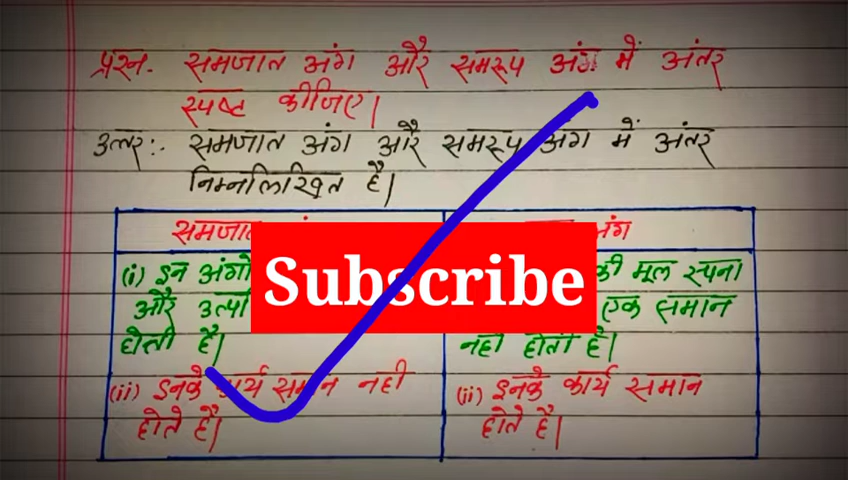 प्रश्न- समजात अंग और समरूप अंग में अंतर
स्पष्ट कीजिए।
उत्तर:- समजात अंग और समरूप अंग में अंतर
निम्नलिखित है।
अंग
(i) इन
और
होती है।
की मूल रचना
एक समान
नहीं होती है।
Subscribe
(ii) इनके कार्य समान नहीं
होते है।
(ii) इनके कार्य समान
होते है।